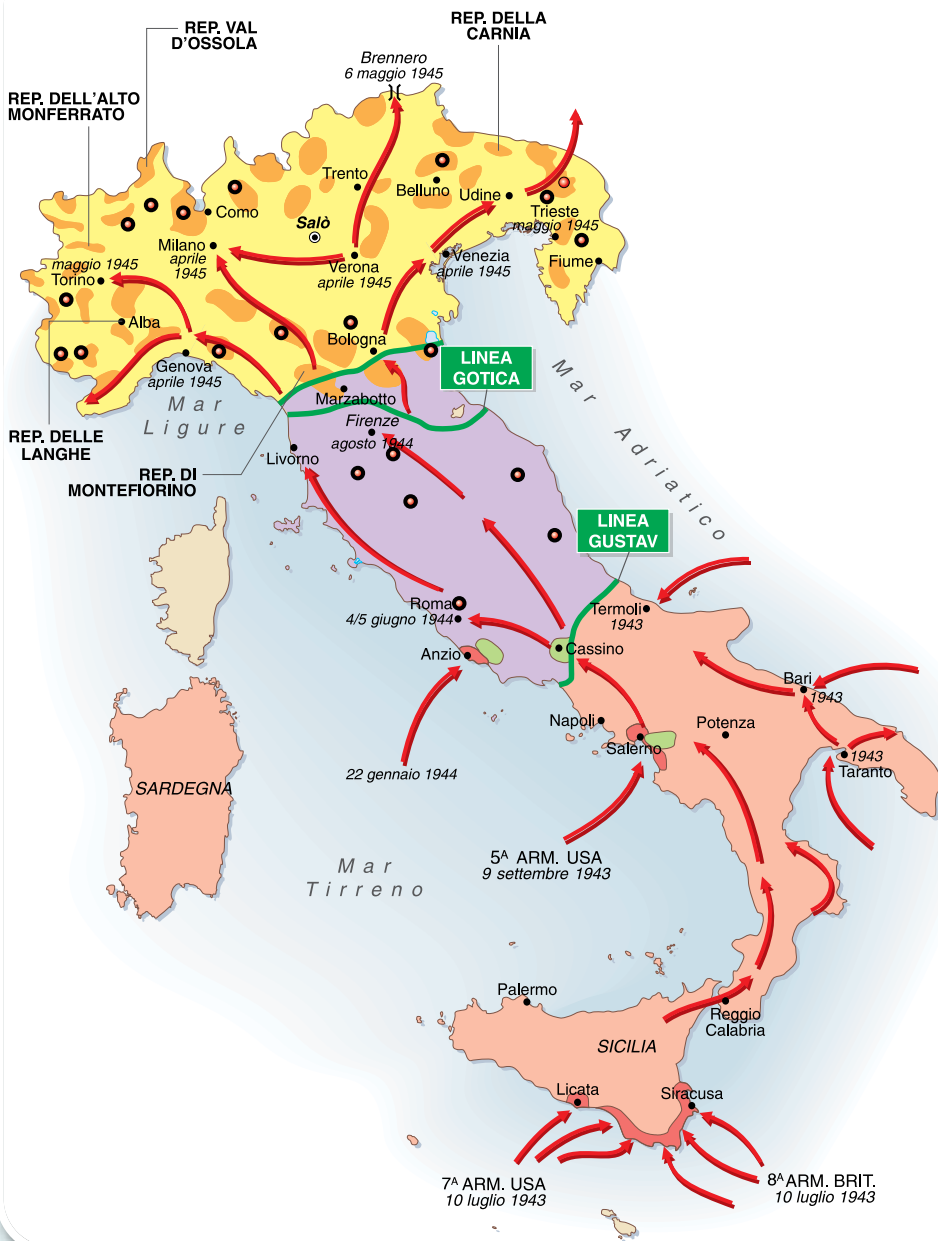 REP. VAL
D'OSSOLA
REP. DELLA
CARNIA
Brennero
6 maggio 1945
REP. DELL'ALTO
MONFERRATO
Trento
Belluno
Udine
Como
Salò
Trieste
maggio 1945
Milano
aprile
1945
Verona
aprile 1945
Venezia
aprile 1945
Fiume
maggio 1945
Torino
Alba
Bologna
Genova
aprile 1945
LINEA
GOTICA
Marzabotto
Mar
Ligure
Mar
Adriatico
Firenze
agosto 1944
REP. DELLE
LANGHE
Livorno
REP. DI
MONTEFIORINO
LINEA
GUSTAV
Roma
4/5 giugno 1944
Termoli
1943
Anzio
Cassino
Bari
1943
Napoli
Potenza
Salerno
1943
Taranto
22 gennaio 1944
SARDEGNA
5ᴬ ARM. USA
9 settembre 1943
Mar
Tirreno
Palermo
Reggio
Calabria
SICILIA
Licata
Siracusa
7ᴬ ARM. USA
10 luglio 1943
8ᴬ ARM. BRIT.
10 luglio 1943